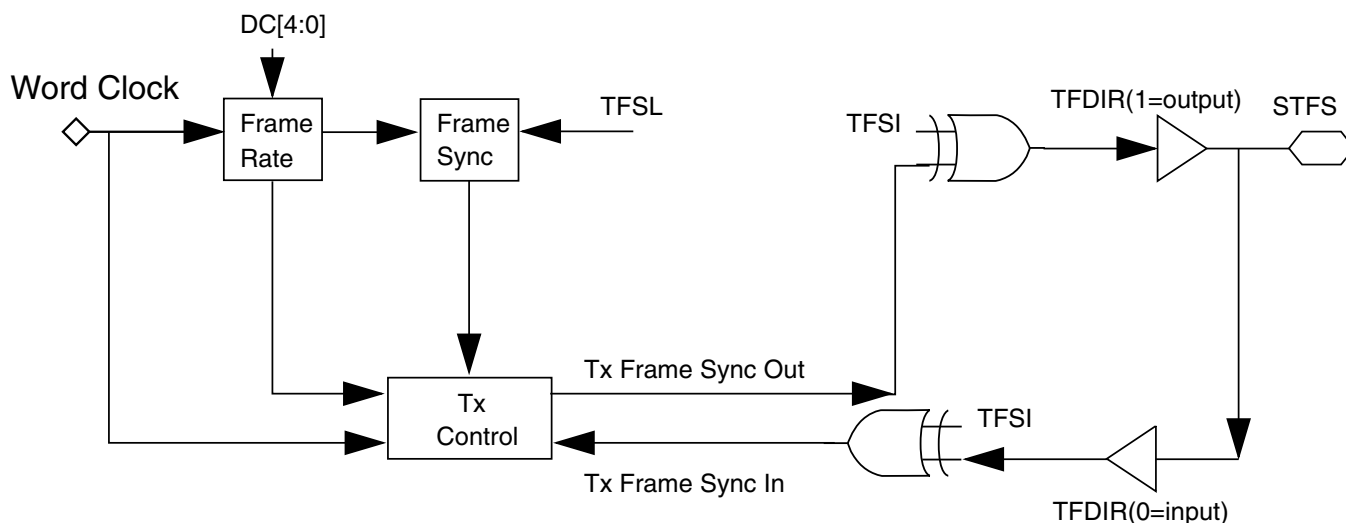 DC[4:0]
Word Clock
Frame
Rate
Frame
Sync
TFSL
TFSI
TFDIR(1=output)
STFS
Tx Frame Sync Out
Tx
Control
TFSI
Tx Frame Sync In
TFDIR(0=input)